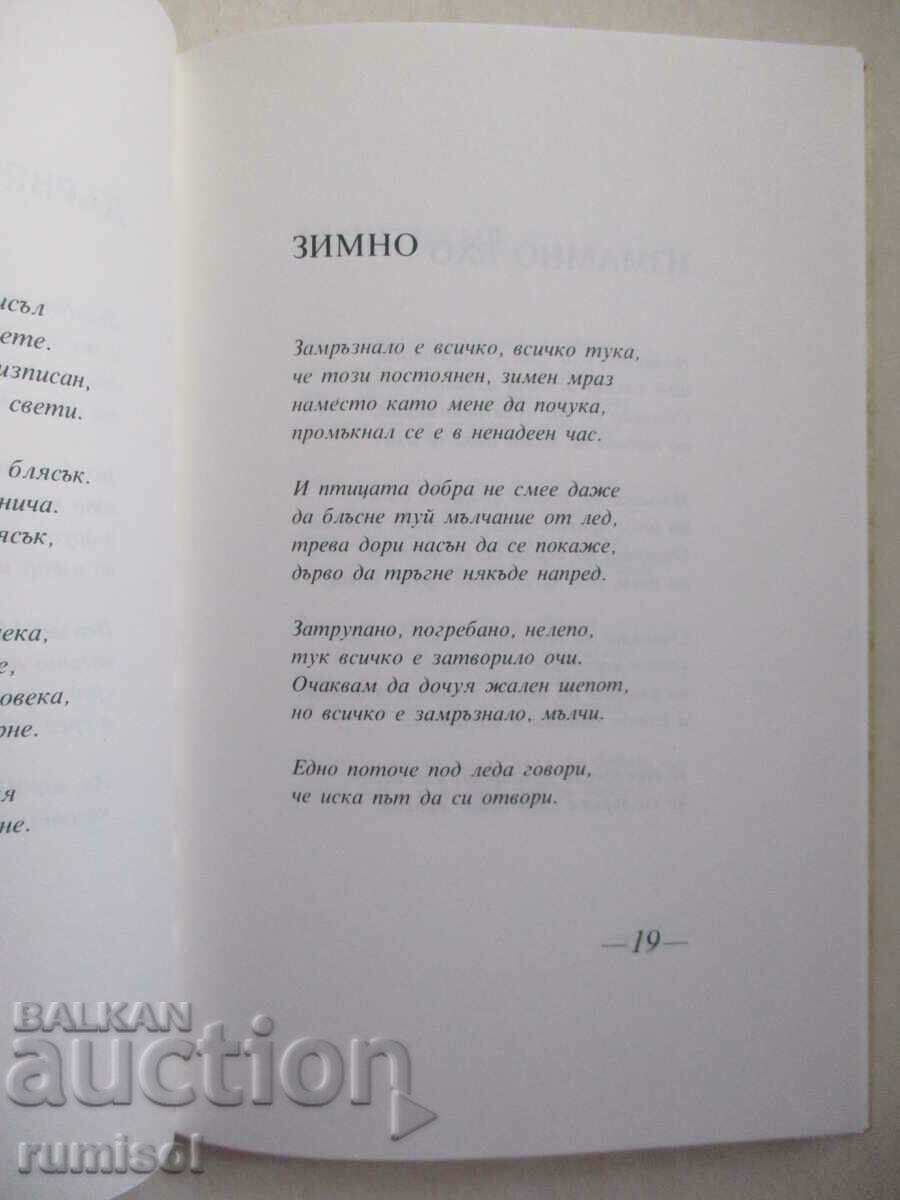 свети.
блясък.
ЗИМНО
Замръзнало е всичко, всичко тука,
че този постоянен, зимен мраз
наместо като мене да почука,
промъкнал се е в ненадеен час.
И птицата добра не смее даже
да блъсне туй мълчание от лед,
трева дори насън да се покаже,
дърво да тръгне някъде напред.
Затрупано, погребано, нелепо,
тук всичко е затворило очи.
Очаквам да дочуя жален шепот,
но всичко е замръзнало, мълчи.
Едно поточе под леда говори,
че иска път да си отвори.
—19—
BALKAN
auction
rumisol